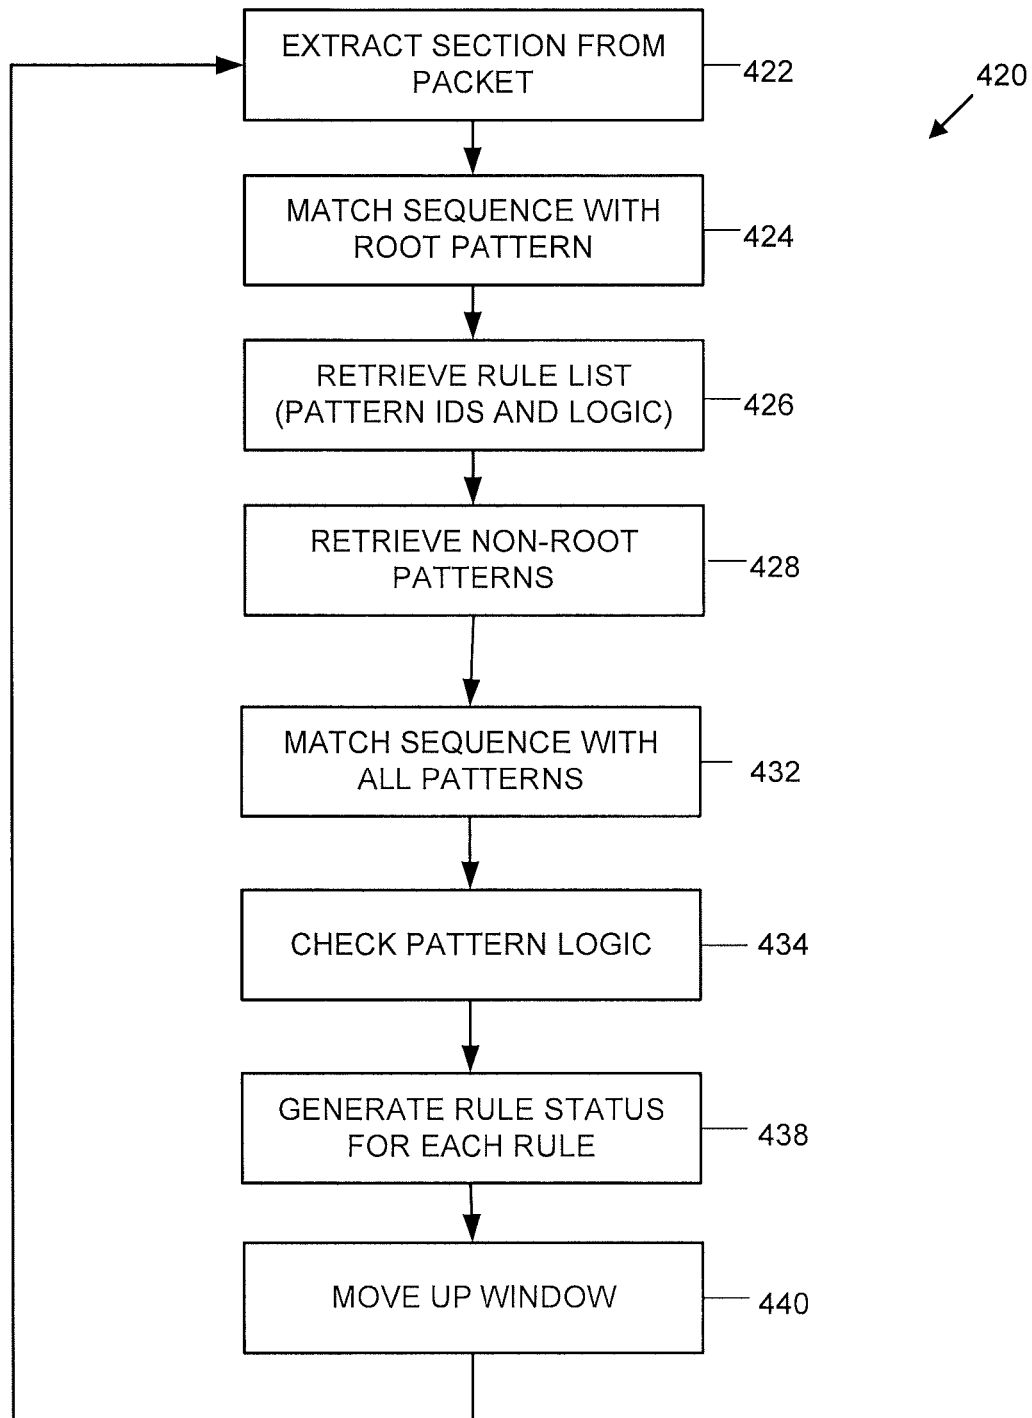 EXTRACT SECTION FROM
PACKET
422
420
MATCH SEQUENCE WITH
ROOT PATTERN
424
RETRIEVE RULE LIST
(PATTERN IDS AND LOGIC)
426
RETRIEVE NON-ROOT
PATTERNS
428
MATCH SEQUENCE WITH
ALL PATTERNS
432
CHECK PATTERN LOGIC
434
GENERATE RULE STATUS
FOR EACH RULE
438
MOVE UP WINDOW
440